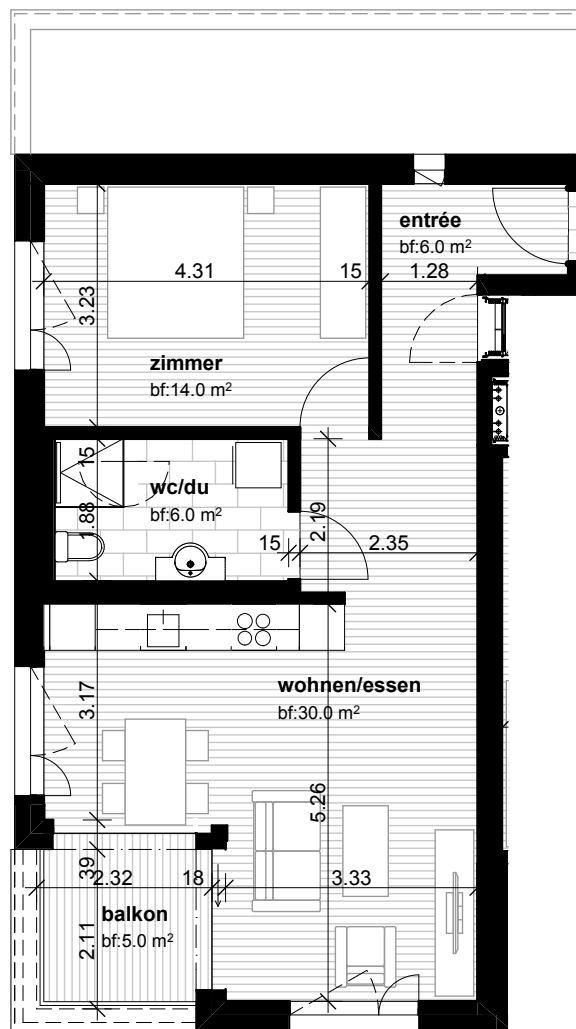 entrée
bf:6.0 m²
4.31
15
1.28
3.23
zimmer
bf:14.0 m²
15
wc/du
bf:6.0 m²
1.88
2.19
15
2.35
wohnen/essen
bf:30.0 m²
3.17
5.26
39
2.32
18
3.33
balkon
bf:5.0 m²
2.11